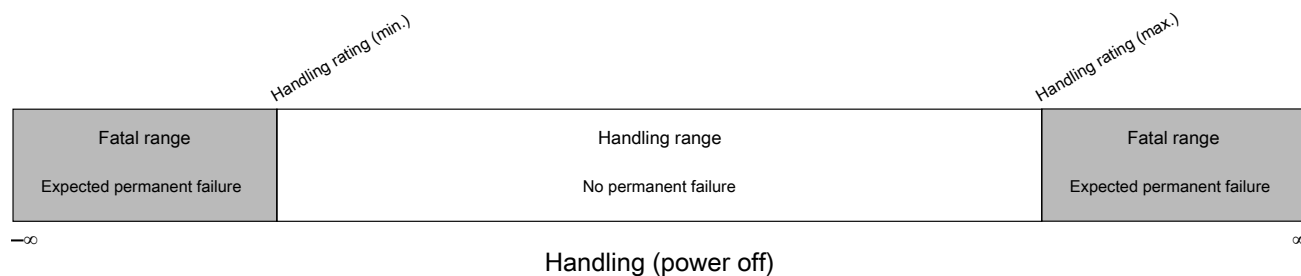 Handling rating (min.)
Handling rating (max.)
Fatal range
Expected permanent failure
Handling range
No permanent failure
Fatal range
Expected permanent failure
–∞
∞
Handling (power off)